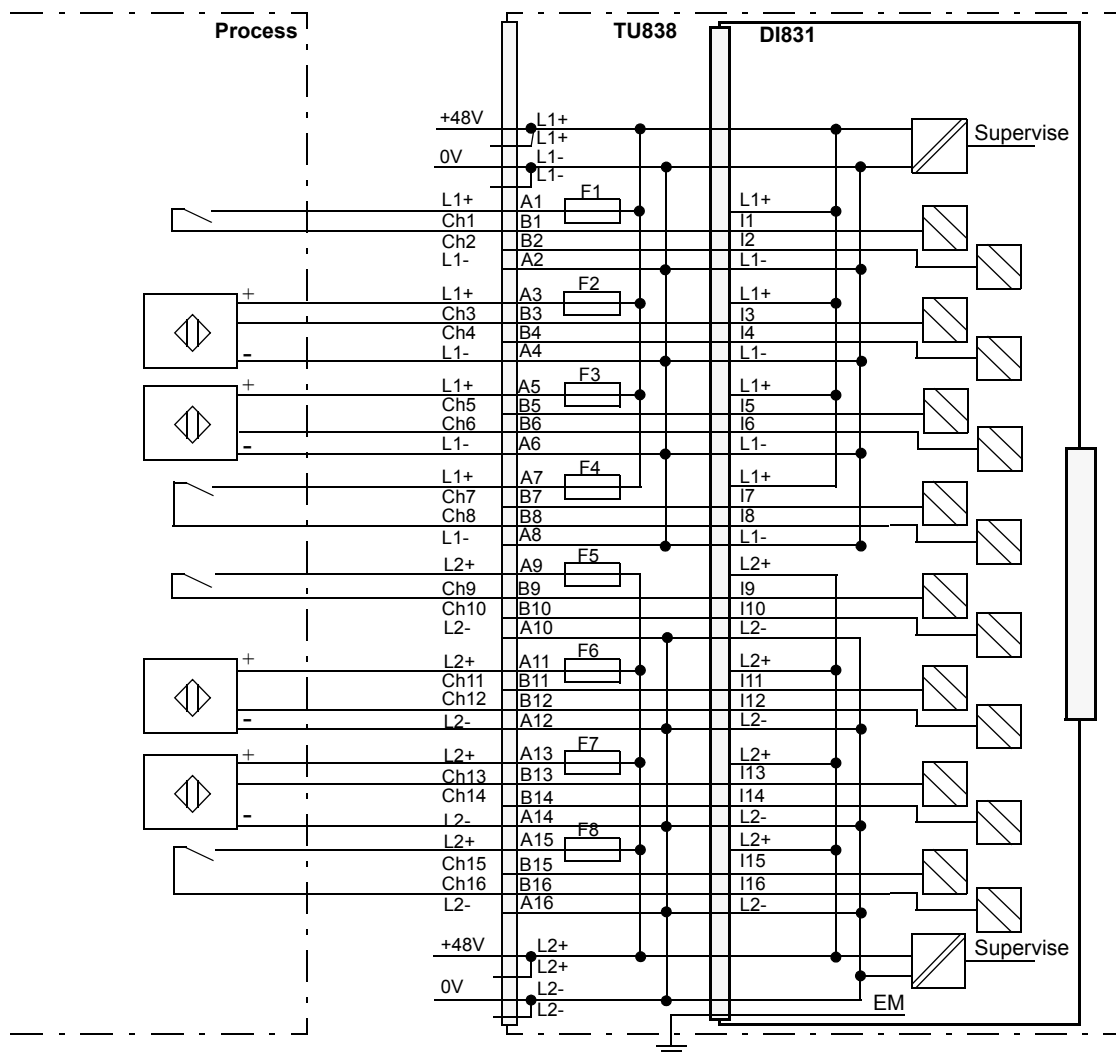 Process TU838 DI831
+48V L1+
L1+ Supervise
0V L1-
L1-
L1+ A1 F1 L1+
Ch1 B1 I1
Ch2 B2 I2
L1- A2 L1-
+ L1+ A3 F2 L1+
Ch3 B3 I3
Ch4 B4 I4
- L1- A4 L1-
+ L1+ A5 F3 L1+
Ch5 B5 I5
Ch6 B6 I6
- L1- A6 L1-
L1+ A7 F4 L1+
Ch7 B7 I7
Ch8 B8 I8
L1- A8 L1-
L2+ A9 F5 L2+
Ch9 B9 I9
Ch10 B10 I10
L2- A10 L2-
+ L2+ A11 F6 L2+
Ch11 B11 I11
Ch12 B12 I12
- L2- A12 L2-
+ L2+ A13 F7 L2+
Ch13 B13 I13
Ch14 B14 I14
- L2- A14 L2-
L2+ A15 F8 L2+
Ch15 B15 I15
Ch16 B16 I16
L2- A16 L2-
+48V L2+ Supervise
L2+
0V L2-
L2- EM